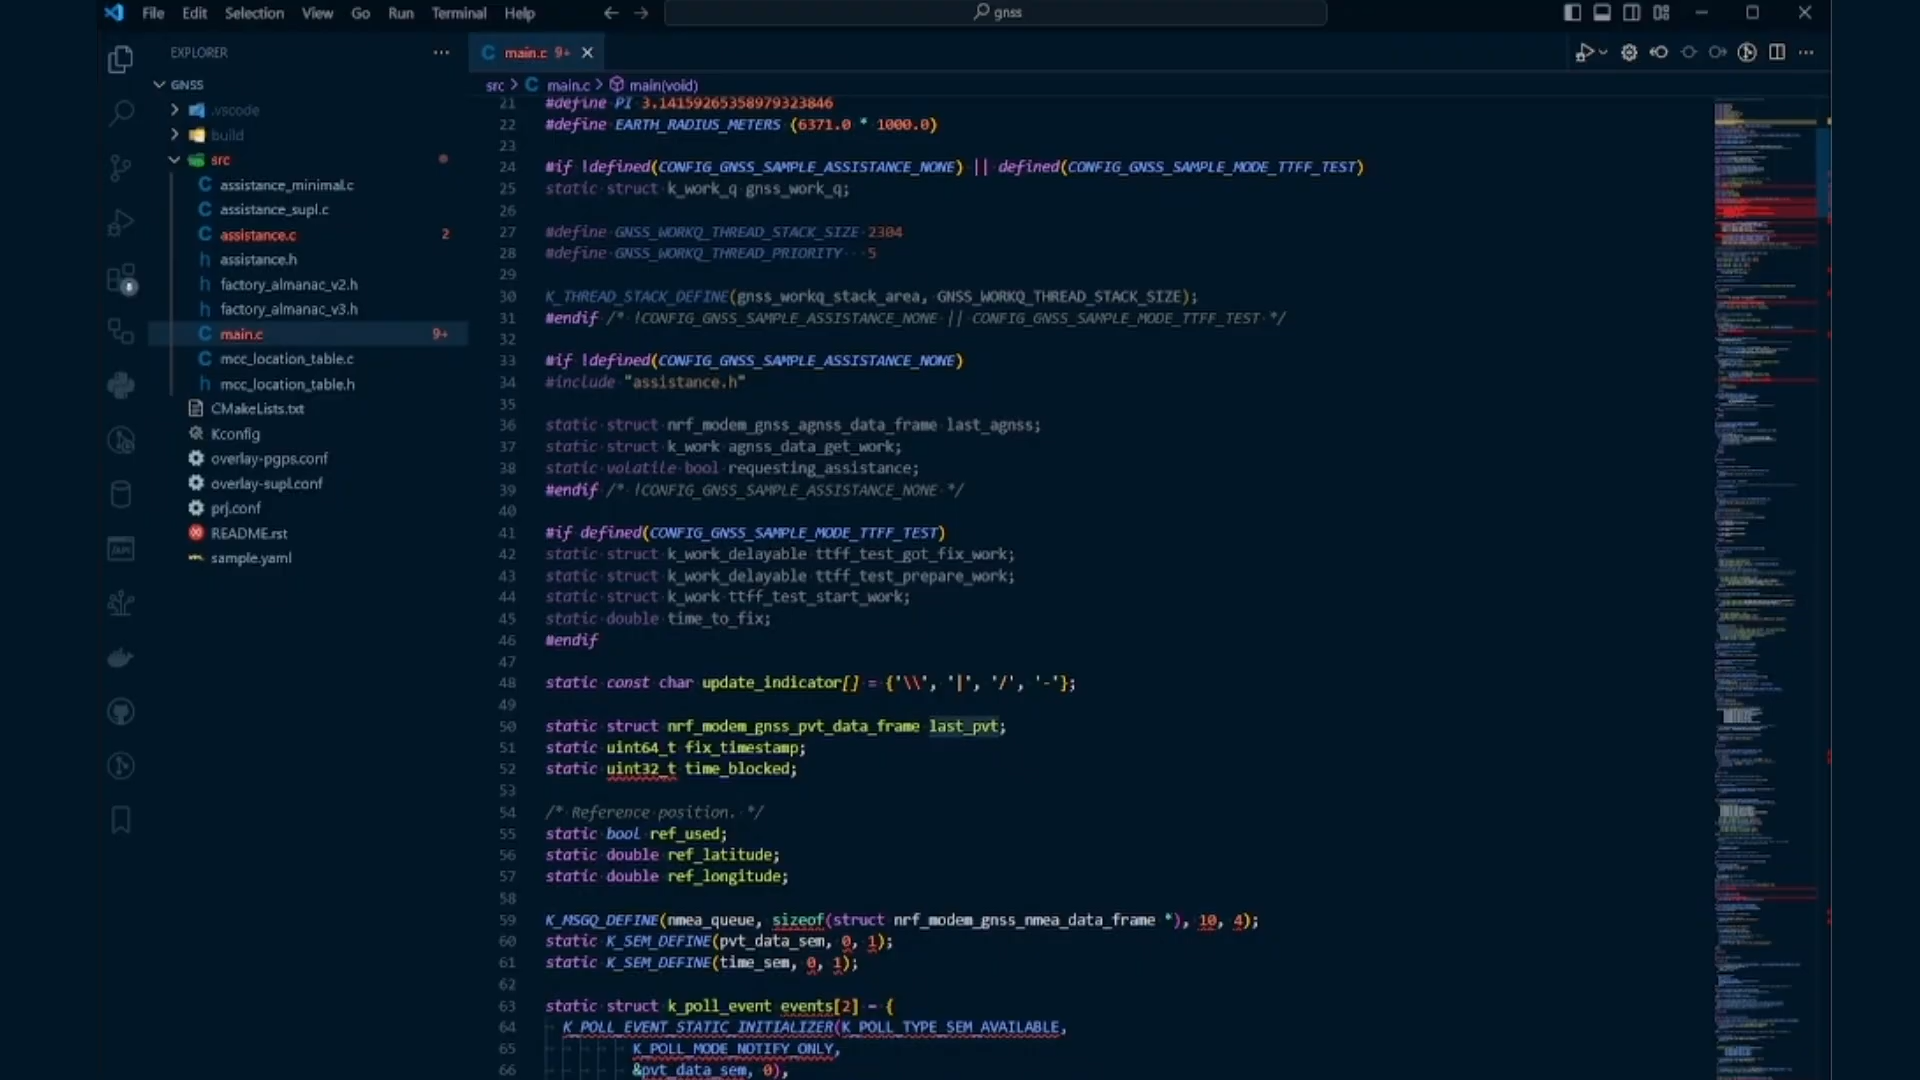 File Edit Selection View Go Run Terminal Help
gnss
EXPLORER
GNSS
.vscode
build
src
assistance_minimal.c
assistance_supl.c
assistance.c 2
assistance.h
factory_almanac_v2.h
factory_almanac_v3.h
main.c 9+
mcc_location_table.c
mcc_location_table.h
CMakeLists.txt
Kconfig
overlay-pgps.conf
overlay-supl.conf
prj.conf
README.rst
sample.yaml
main.c 9+
src > main.c > main(void)
21 #define PI 3.14159265358979323846
22 #define EARTH_RADIUS_METERS (6371.0 * 1000.0)
23
24 #if !defined(CONFIG_GNSS_SAMPLE_ASSISTANCE_NONE) || defined(CONFIG_GNSS_SAMPLE_MODE_TTFF_TEST)
25 static struct k_work_q gnss_work_q;
26
27 #define GNSS_WORKQ_THREAD_STACK_SIZE 2304
28 #define GNSS_WORKQ_THREAD_PRIORITY 5
29
30 K_THREAD_STACK_DEFINE(gnss_workq_stack_area, GNSS_WORKQ_THREAD_STACK_SIZE);
31 #endif /* !CONFIG_GNSS_SAMPLE_ASSISTANCE_NONE || CONFIG_GNSS_SAMPLE_MODE_TTFF_TEST */
32
33 #if !defined(CONFIG_GNSS_SAMPLE_ASSISTANCE_NONE)
34 #include "assistance.h"
35
36 static struct nrf_modem_gnss_agnss_data_frame last_agnss;
37 static struct k_work agnss_data_get_work;
38 static volatile bool requesting_assistance;
39 #endif /* !CONFIG_GNSS_SAMPLE_ASSISTANCE_NONE */
40
41 #if defined(CONFIG_GNSS_SAMPLE_MODE_TTFF_TEST)
42 static struct k_work_delayable ttff_test_got_fix_work;
43 static struct k_work_delayable ttff_test_prepare_work;
44 static struct k_work ttff_test_start_work;
45 static double time_to_fix;
46 #endif
47
48 static const char update_indicator[] = {'\\', '|', '/', '-'};
49
50 static struct nrf_modem_gnss_pvt_data_frame last_pvt;
51 static uint64_t fix_timestamp;
52 static uint32_t time_blocked;
53
54 /* Reference position. */
55 static bool ref_used;
56 static double ref_latitude;
57 static double ref_longitude;
58
59 K_MSGQ_DEFINE(nmea_queue, sizeof(struct nrf_modem_gnss_nmea_data_frame *), 10, 4);
60 static K_SEM_DEFINE(pvt_data_sem, 0, 1);
61 static K_SEM_DEFINE(time_sem, 0, 1);
62
63 static struct k_poll_event events[2] = {
64 K_POLL_EVENT_STATIC_INITIALIZER(K_POLL_TYPE_SEM_AVAILABLE,
65 K_POLL_MODE_NOTIFY_ONLY,
66 &pvt_data_sem, 0),